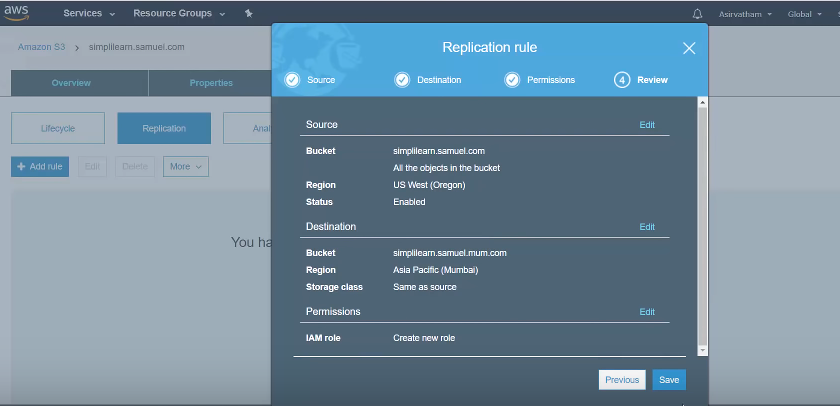 aws
Services
Resource Groups
Asirvatham
Global
Amazon S3 > simplilearn.samuel.com
Overview
Properties
Lifecycle
Replication
+ Add rule
Edit
Delete
More
You
Replication rule
Source
Destination
Permissions
4 Review
Source
Edit
Bucket simplilearn.samuel.com
All the objects in the bucket
Region US West (Oregon)
Status Enabled
Destination
Edit
Bucket simplilearn.samuel.mum.com
Region Asia Pacific (Mumbai)
Storage class Same as source
Permissions
Edit
IAM role Create new role
Previous
Save